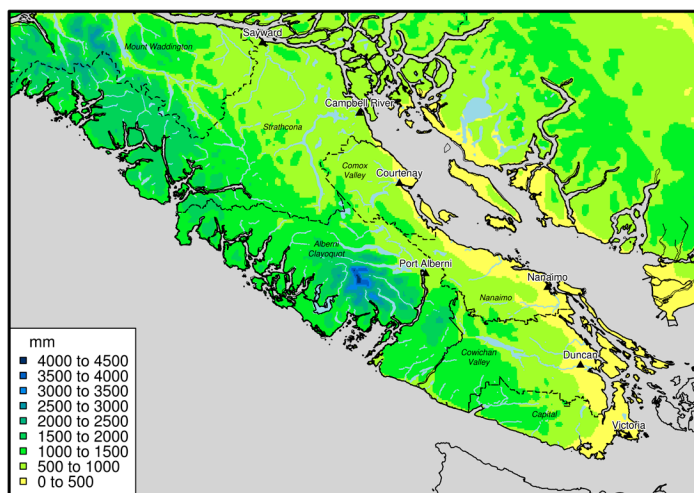 Sayward
Mount Waddington
Campbell River
Strathcona
Comox
Valley
Courtenay
Alberni
Clayoquot
Port Alberni
Nanaimo
Nanaimo
Cowichan
Valley
Duncan
Capital
Victoria
mm
4000 to 4500
3500 to 4000
3000 to 3500
2500 to 3000
2000 to 2500
1500 to 2000
1000 to 1500
500 to 1000
0 to 500